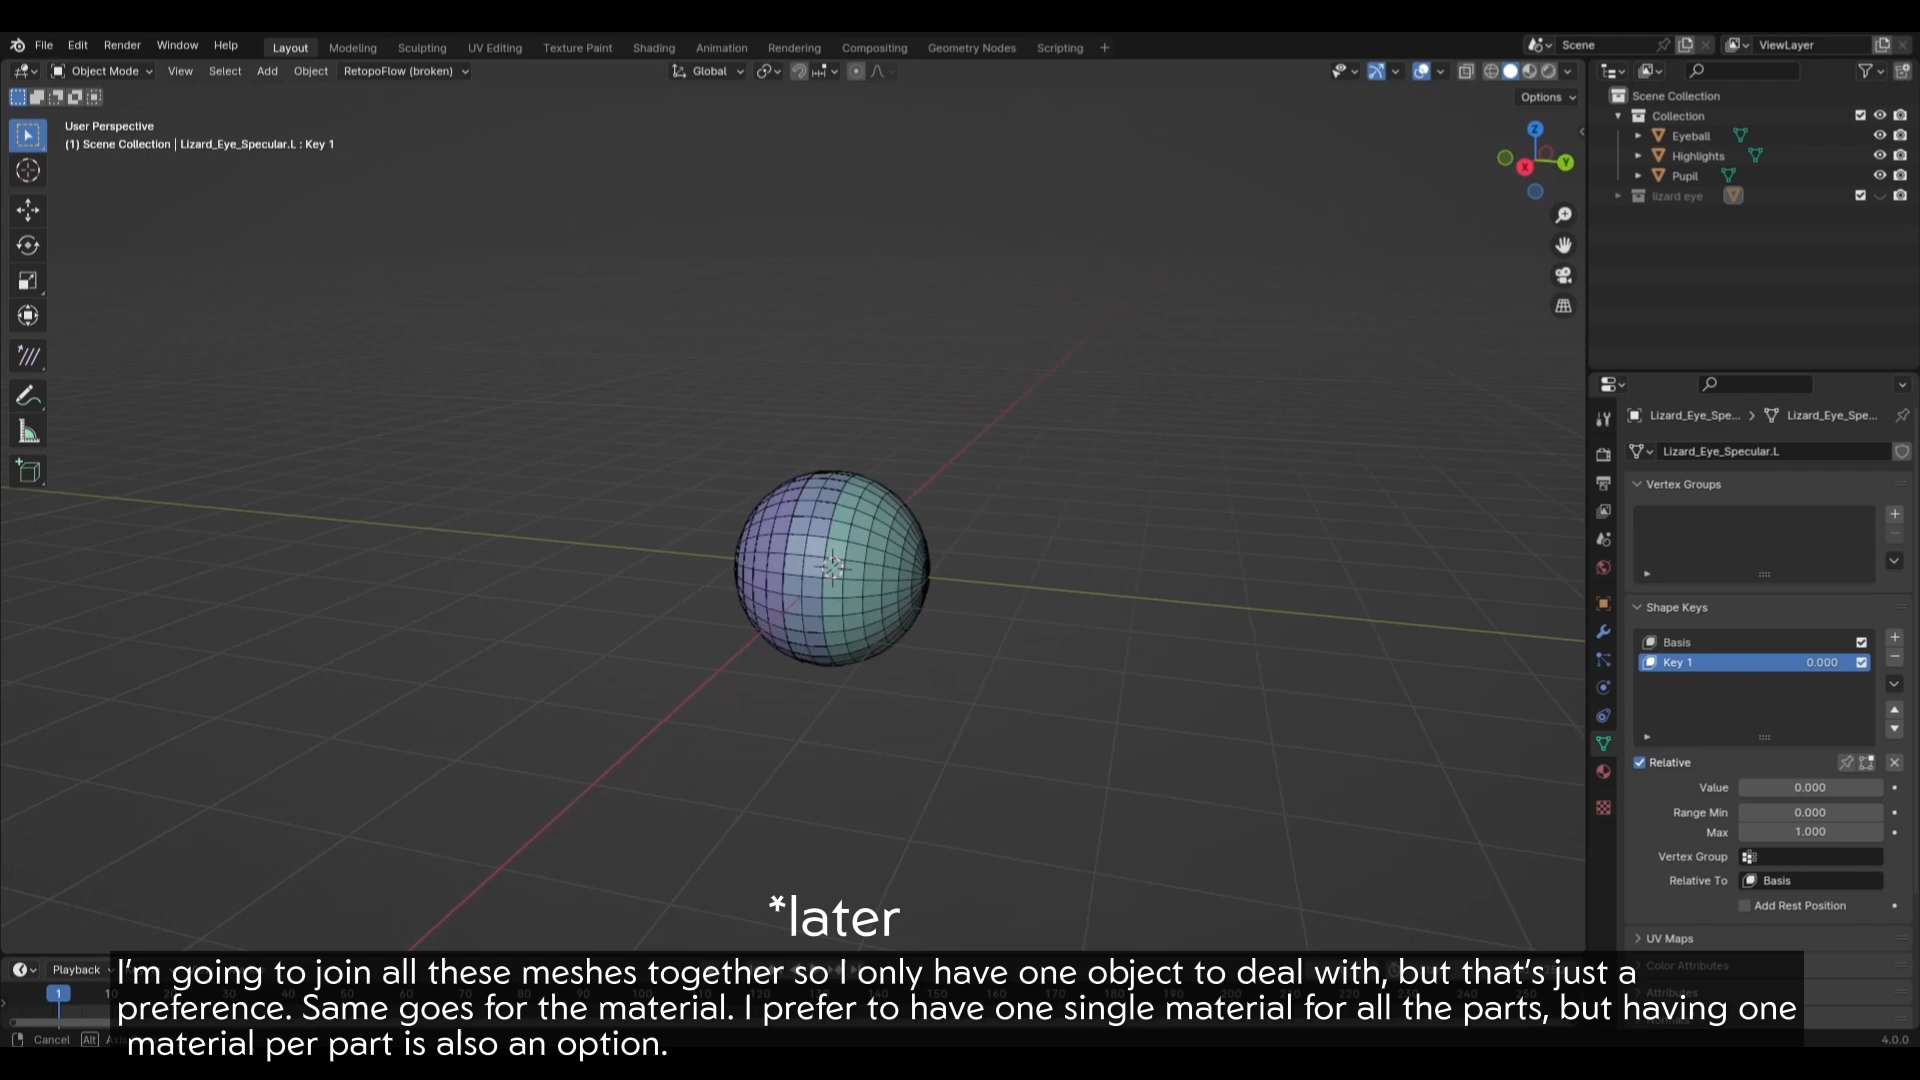 File Edit Render Window Help
Layout Modeling Sculpting UV Editing Texture Paint Shading Animation Rendering Compositing Geometry Nodes Scripting +
Scene
ViewLayer
Object Mode View Select Add Object RetopoFlow (broken)
Global
Options
User Perspective
(1) Scene Collection | Lizard_Eye_Specular.L : Key 1
Z
Y
X
Scene Collection
Collection
Eyeball
Highlights
Pupil
lizard eye
Lizard_Eye_Spe... > Lizard_Eye_Spe...
Lizard_Eye_Specular.L
Vertex Groups
Shape Keys
Basis
Key 1 0.000
Relative
Value 0.000
Range Min 0.000
Max 1.000
Vertex Group
Relative To Basis
Add Rest Position
UV Maps
Color Attributes
Attributes
*later
Playback
I'm going to join all these meshes together so I only have one object to deal with, but that's just a
preference. Same goes for the material. I prefer to have one single material for all the parts, but having one
material per part is also an option.
1
Cancel Alt
4.0.0